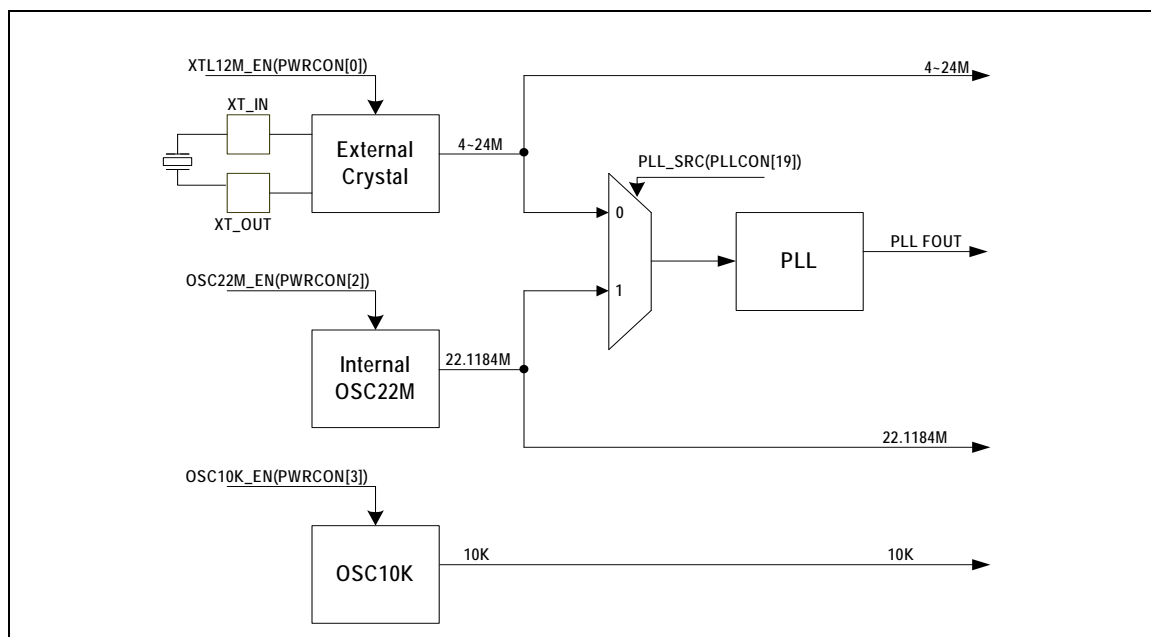 XTL12M_EN(PWRCON[0])
4~24M
XT_IN
External
Crystal
4~24M
XT_OUT
PLL_SRC(PLLCON[19])
0
PLL
PLL FOUT
OSC22M_EN(PWRCON[2])
1
Internal
OSC22M
22.1184M
22.1184M
OSC10K_EN(PWRCON[3])
OSC10K
10K
10K